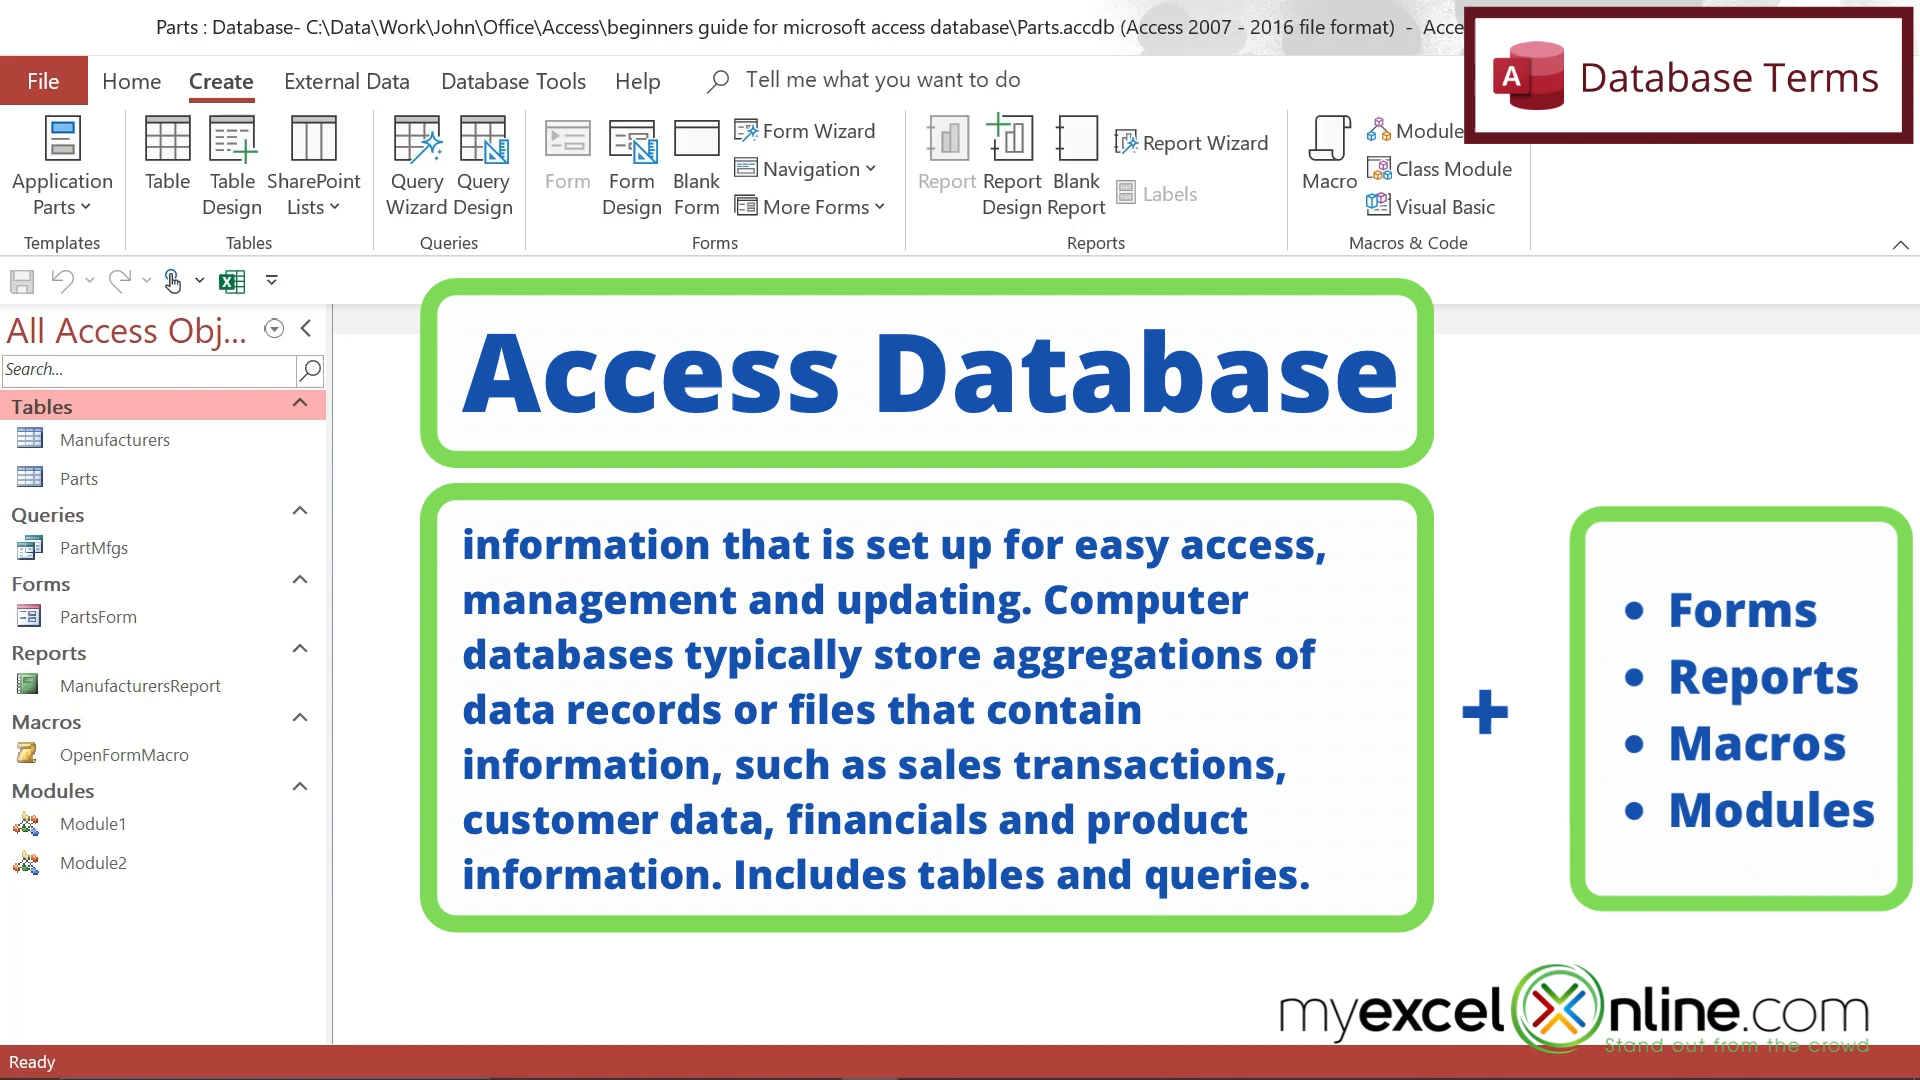 Parts : Database- C:\Data\Work\John\Office\Access\beginners guide for microsoft access database\Parts.accdb (Access 2007 - 2016 file format)  -  Acce
Database Terms
File Home Create External Data Database Tools Help Tell me what you want to do
Application Parts
Templates
Table
Table Design
SharePoint Lists
Tables
Query Wizard
Query Design
Queries
Form
Form Design
Blank Form
Form Wizard
Navigation
More Forms
Forms
Report
Report Design
Blank Report
Report Wizard
Labels
Reports
Macro
Module
Class Module
Visual Basic
Macros & Code
All Access Obj...
Search...
Tables
Manufacturers
Parts
Queries
PartMfgs
Forms
PartsForm
Reports
ManufacturersReport
Macros
OpenFormMacro
Modules
Module1
Module2
Access Database
information that is set up for easy access,
management and updating. Computer
databases typically store aggregations of
data records or files that contain
information, such as sales transactions,
customer data, financials and product
information. Includes tables and queries.
+
• Forms
• Reports
• Macros
• Modules
myexcelonline.com
Stand out from the crowd
Ready